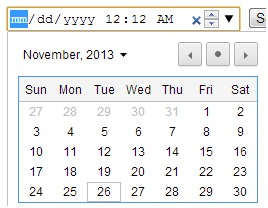 mm/dd/yyyy 12:12 AM
November, 2013
Sun Mon Tue Wed Thu Fri Sat
27 28 29 30 31 1 2
3 4 5 6 7 8 9
10 11 12 13 14 15 16
17 18 19 20 21 22 23
24 25 26 27 28 29 30